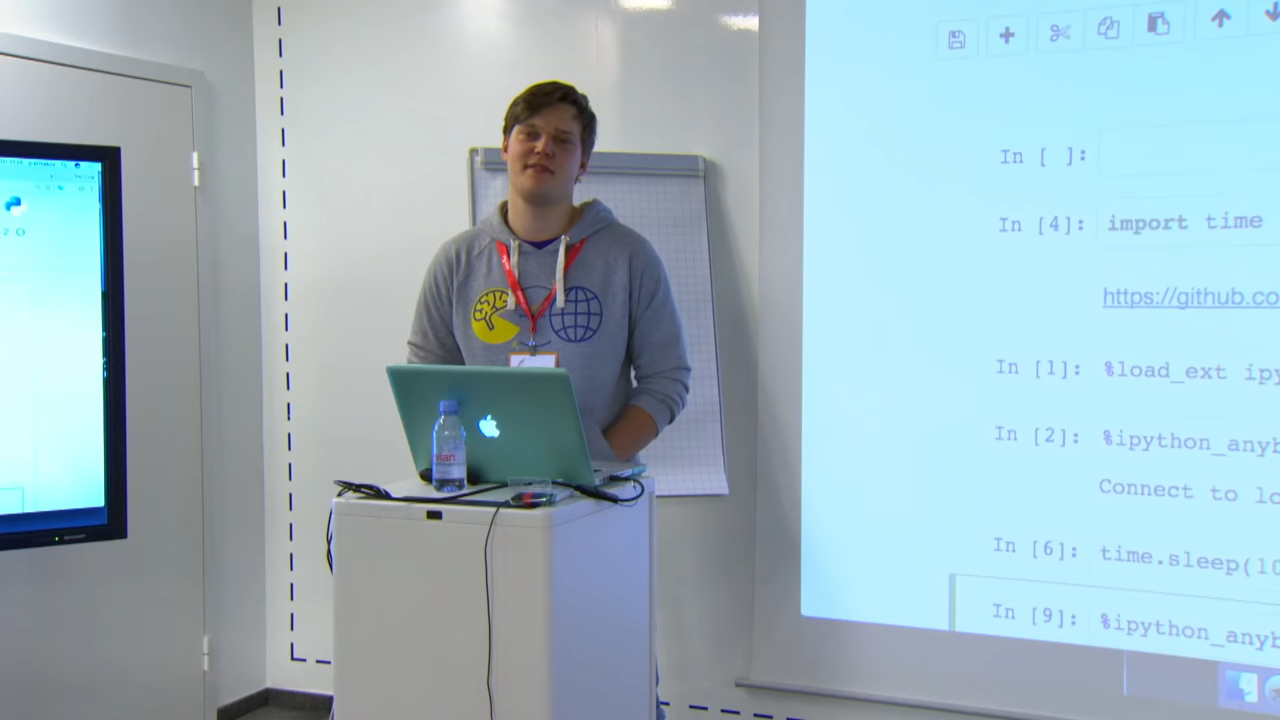 In [ ]:
In [4]: import time
https://github.co
In [1]: %load_ext ipy
In [2]: %ipython_anyb
Connect to lo
In [6]: time.sleep(10
In [9]: %ipython_anyb
evian
2